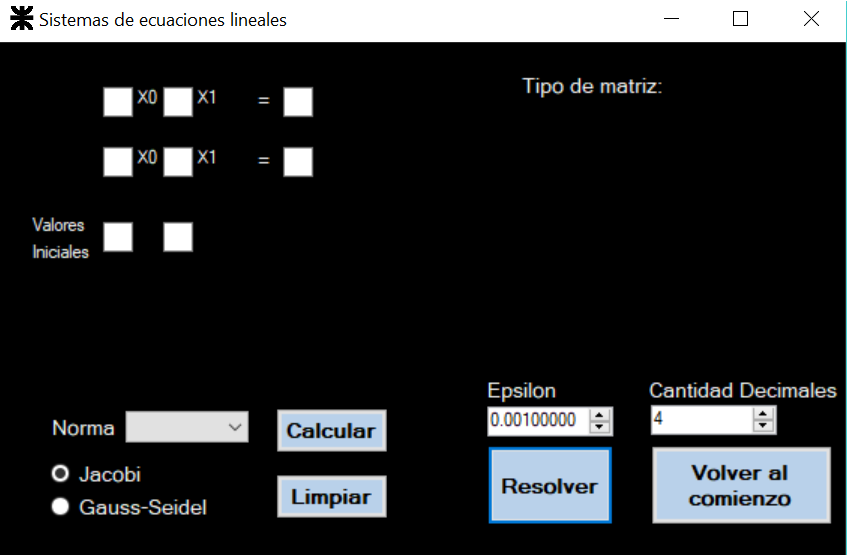 Sistemas de ecuaciones lineales
Tipo de matriz:
X0 X1 =
X0 X1 =
Valores
Iniciales
Epsilon
Cantidad Decimales
0.00100000
4
Norma
Calcular
Jacobi
Gauss-Seidel
Limpiar
Resolver
Volver al
comienzo